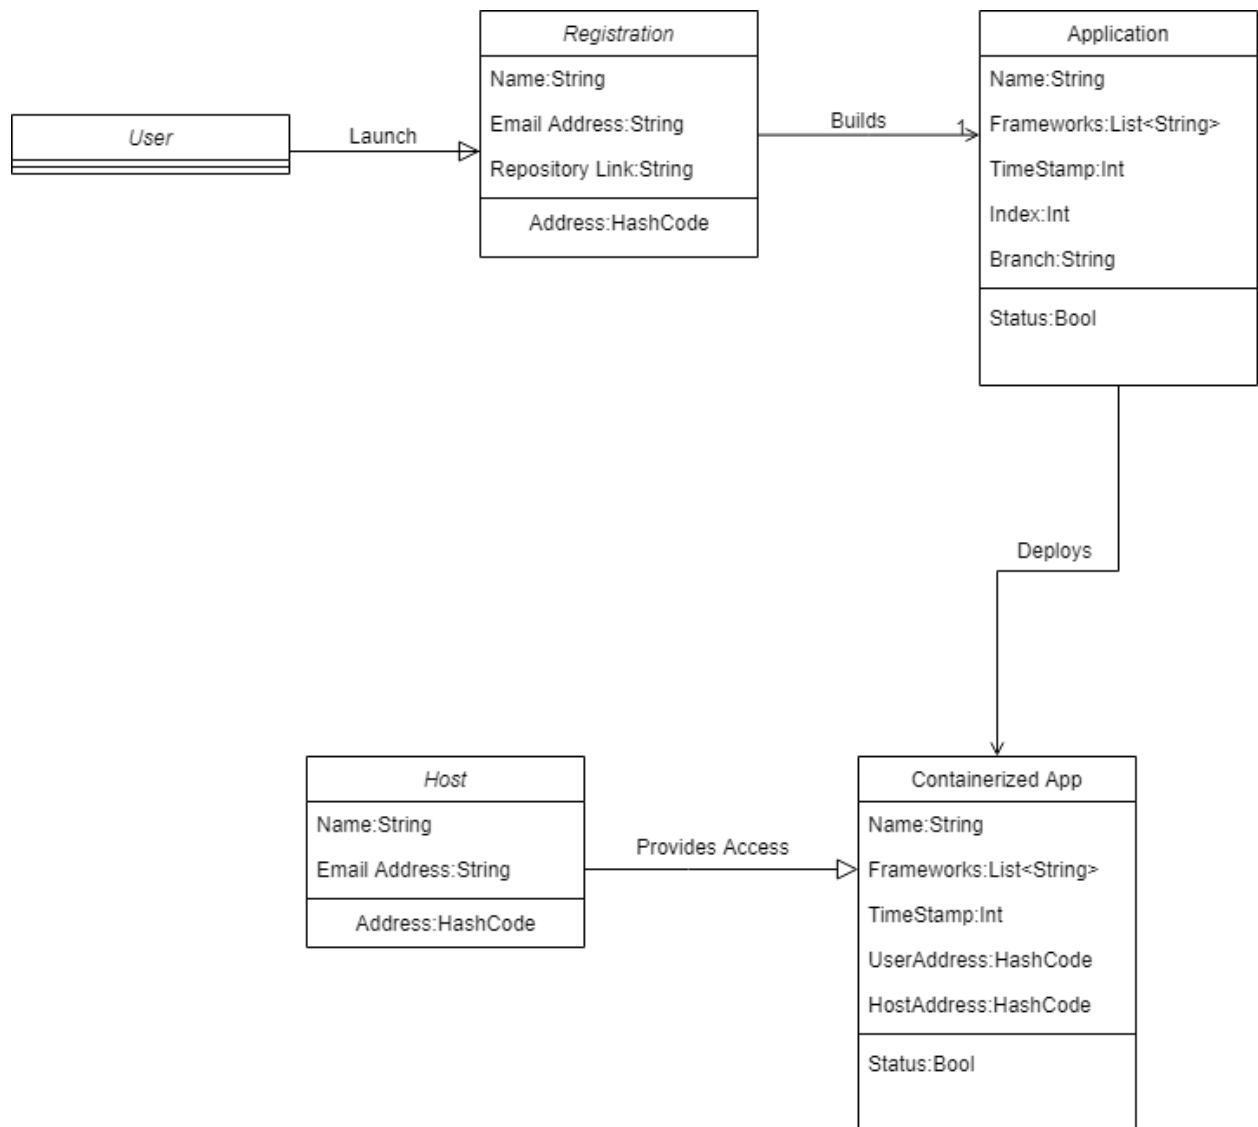 User
Launch
Registration
Name:String
Email Address:String
Repository Link:String
Address:HashCode
Builds
1
Application
Name:String
Frameworks:List<String>
TimeStamp:Int
Index:Int
Branch:String
Status:Bool
Deploys
Host
Name:String
Email Address:String
Address:HashCode
Provides Access
Containerized App
Name:String
Frameworks:List<String>
TimeStamp:Int
UserAddress:HashCode
HostAddress:HashCode
Status:Bool